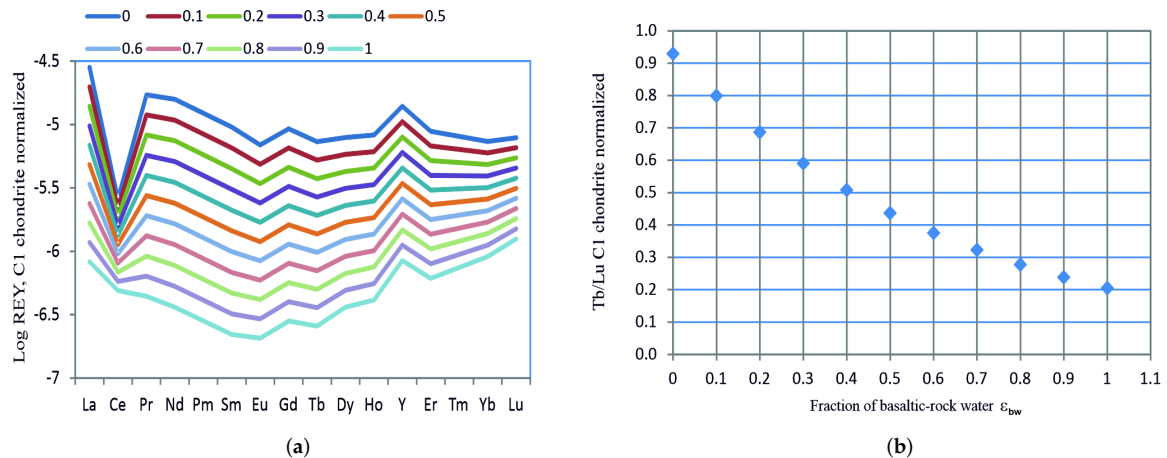 0 0.1 0.2 0.3 0.4 0.5
0.6 0.7 0.8 0.9 1
Log REY, C1 chondrite normalized
-4.5
-5
-5.5
-6
-6.5
-7
La Ce Pr Nd Pm Sm Eu Gd Tb Dy Ho Y Er Tm Yb Lu
(a)
Tb/Lu C1 chondrite normalized
1.0
0.9
0.8
0.7
0.6
0.5
0.4
0.3
0.2
0.1
0.0
0 0.1 0.2 0.3 0.4 0.5 0.6 0.7 0.8 0.9 1 1.1
Fraction of basaltic-rock water εbw
(b)